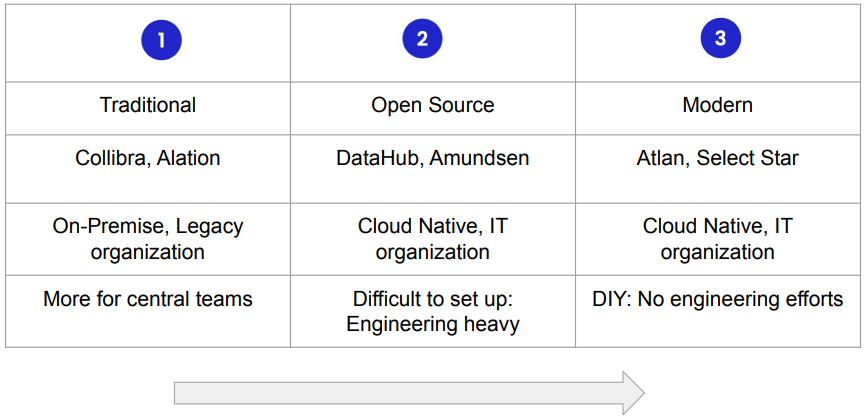 1
2
3
Traditional
Open Source
Modern
Collibra, Alation
DataHub, Amundsen
Atlan, Select Star
On-Premise, Legacy
organization
Cloud Native, IT
organization
Cloud Native, IT
organization
More for central teams
Difficult to set up:
Engineering heavy
DIY: No engineering efforts